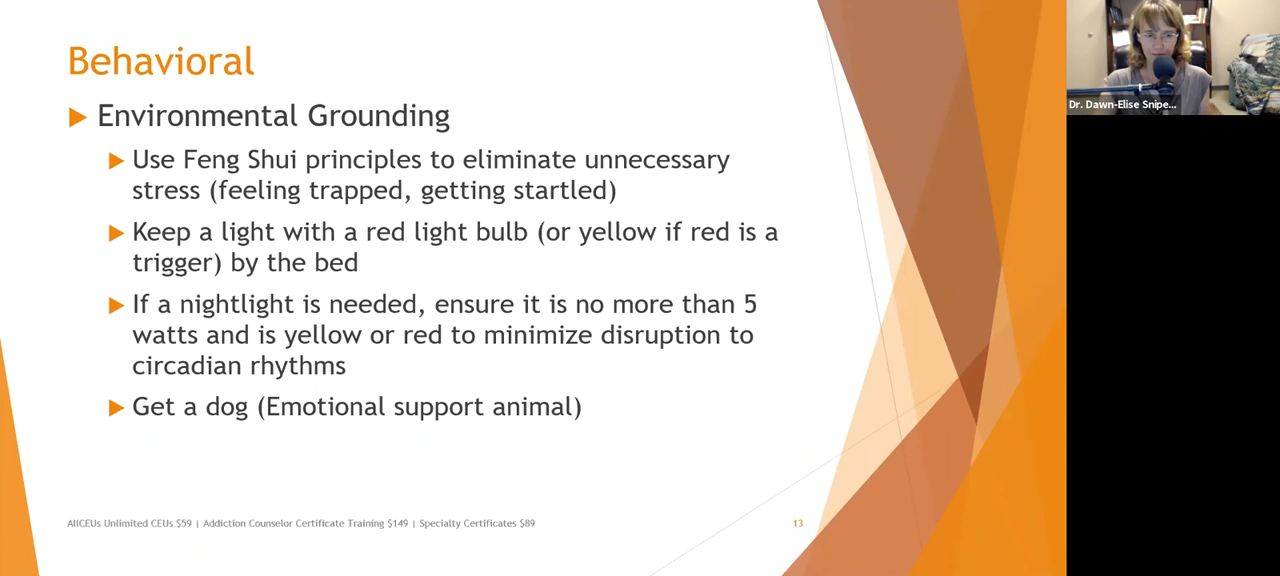 Behavioral
Environmental Grounding
Use Feng Shui principles to eliminate unnecessary
stress (feeling trapped, getting startled)
Keep a light with a red light bulb (or yellow if red is a
trigger) by the bed
If a nightlight is needed, ensure it is no more than 5
watts and is yellow or red to minimize disruption to
circadian rhythms
Get a dog (Emotional support animal)
AllCEUs Unlimited CEUs $59 | Addiction Counselor Certificate Training $149 | Specialty Certificates $89
13
Dr. Dawn-Elise Snipe...